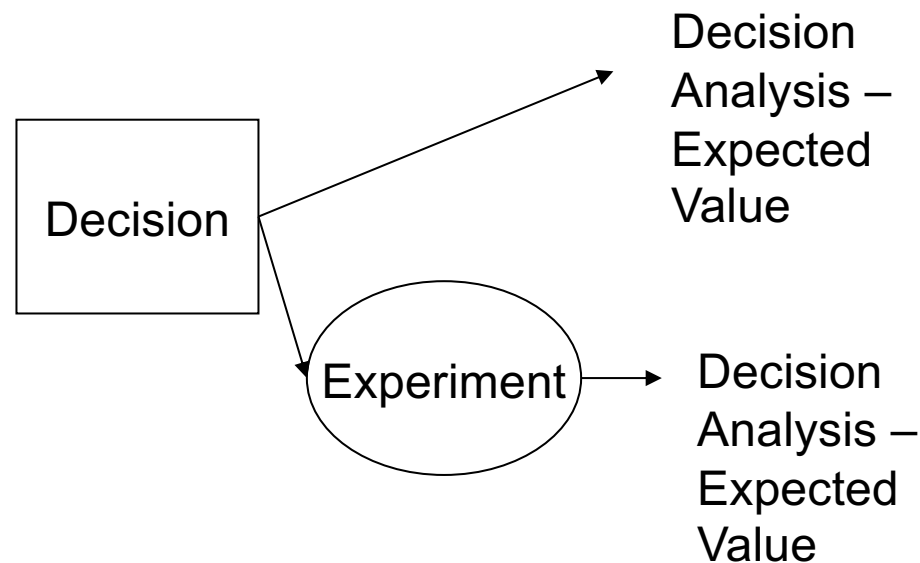 Decision
Analysis –
Expected
Value
Decision
Experiment
Decision
Analysis –
Expected
Value